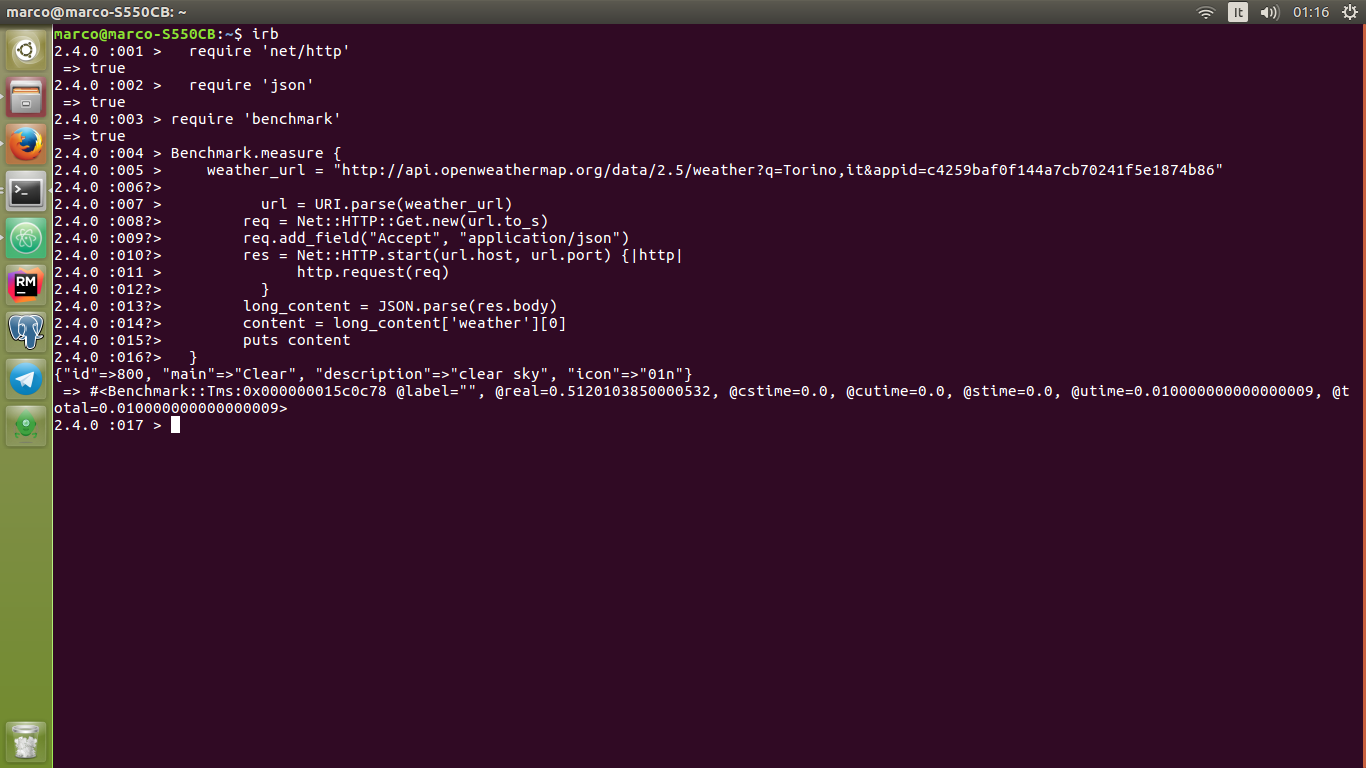 marco@marco-S550CB: ~
It
01:16
marco@marco-S550CB:~$ irb
2.4.0 :001 >   require 'net/http'
 => true
2.4.0 :002 >   require 'json'
 => true
2.4.0 :003 > require 'benchmark'
 => true
2.4.0 :004 > Benchmark.measure {
2.4.0 :005 >     weather_url = "http://api.openweathermap.org/data/2.5/weather?q=Torino,it&appid=c4259baf0f144a7cb70241f5e1874b86"
2.4.0 :006?>
2.4.0 :007 >           url = URI.parse(weather_url)
2.4.0 :008?>         req = Net::HTTP::Get.new(url.to_s)
2.4.0 :009?>         req.add_field("Accept", "application/json")
2.4.0 :010?>         res = Net::HTTP.start(url.host, url.port) {|http|
2.4.0 :011 >               http.request(req)
2.4.0 :012?>           }
2.4.0 :013?>         long_content = JSON.parse(res.body)
2.4.0 :014?>         content = long_content['weather'][0]
2.4.0 :015?>         puts content
2.4.0 :016?>   }
{"id"=>800, "main"=>"Clear", "description"=>"clear sky", "icon"=>"01n"}
 => #<Benchmark::Tms:0x000000015c0c78 @label="", @real=0.5120103850000532, @cstime=0.0, @cutime=0.0, @stime=0.0, @utime=0.010000000000000009, @t
otal=0.010000000000000009>
2.4.0 :017 >
RM